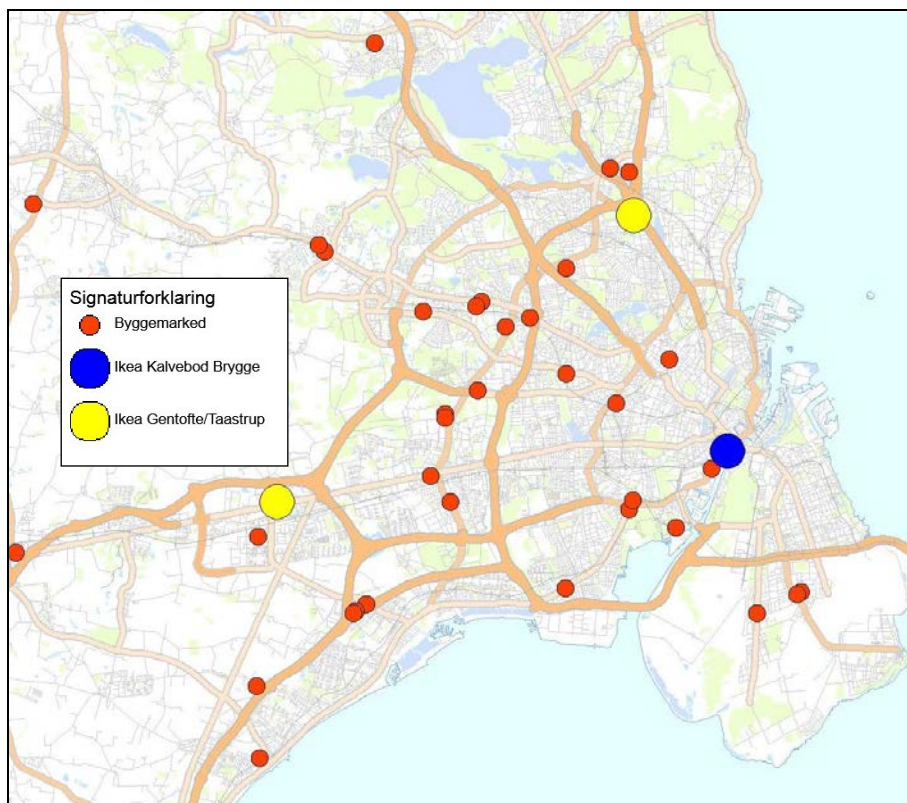 Signaturforklaring
Byggemarked
Ikea Kalvebod Brygge
Ikea Gentofte/Taastrup